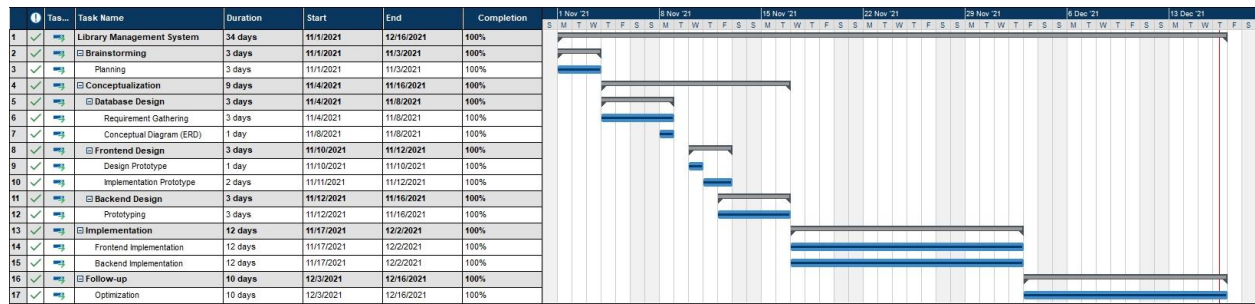 Tas... Task Name Duration Start End Completion 1 Nov '21 8 Nov '21 15 Nov '21 22 Nov '21 29 Nov '21 6 Dec '21 13 Dec '21
S M T W T F S S M T W T F S S M T W T F S S M T W T F S S M T W T F S S M T W T F S S M T W T F S
1 Library Management System 34 days 11/1/2021 12/16/2021 100%
2 Brainstorming 3 days 11/1/2021 11/3/2021 100%
3 Planning 3 days 11/1/2021 11/3/2021 100%
4 Conceptualization 9 days 11/4/2021 11/16/2021 100%
5 Database Design 3 days 11/4/2021 11/8/2021 100%
6 Requirement Gathering 3 days 11/4/2021 11/8/2021 100%
7 Conceptual Diagram (ERD) 1 day 11/8/2021 11/8/2021 100%
8 Frontend Design 3 days 11/10/2021 11/12/2021 100%
9 Design Prototype 1 day 11/10/2021 11/10/2021 100%
10 Implementation Prototype 2 days 11/11/2021 11/12/2021 100%
11 Backend Design 3 days 11/12/2021 11/16/2021 100%
12 Prototyping 3 days 11/12/2021 11/16/2021 100%
13 Implementation 12 days 11/17/2021 12/2/2021 100%
14 Frontend Implementation 12 days 11/17/2021 12/2/2021 100%
15 Backend Implementation 12 days 11/17/2021 12/2/2021 100%
16 Follow-up 10 days 12/3/2021 12/16/2021 100%
17 Optimization 10 days 12/3/2021 12/16/2021 100%